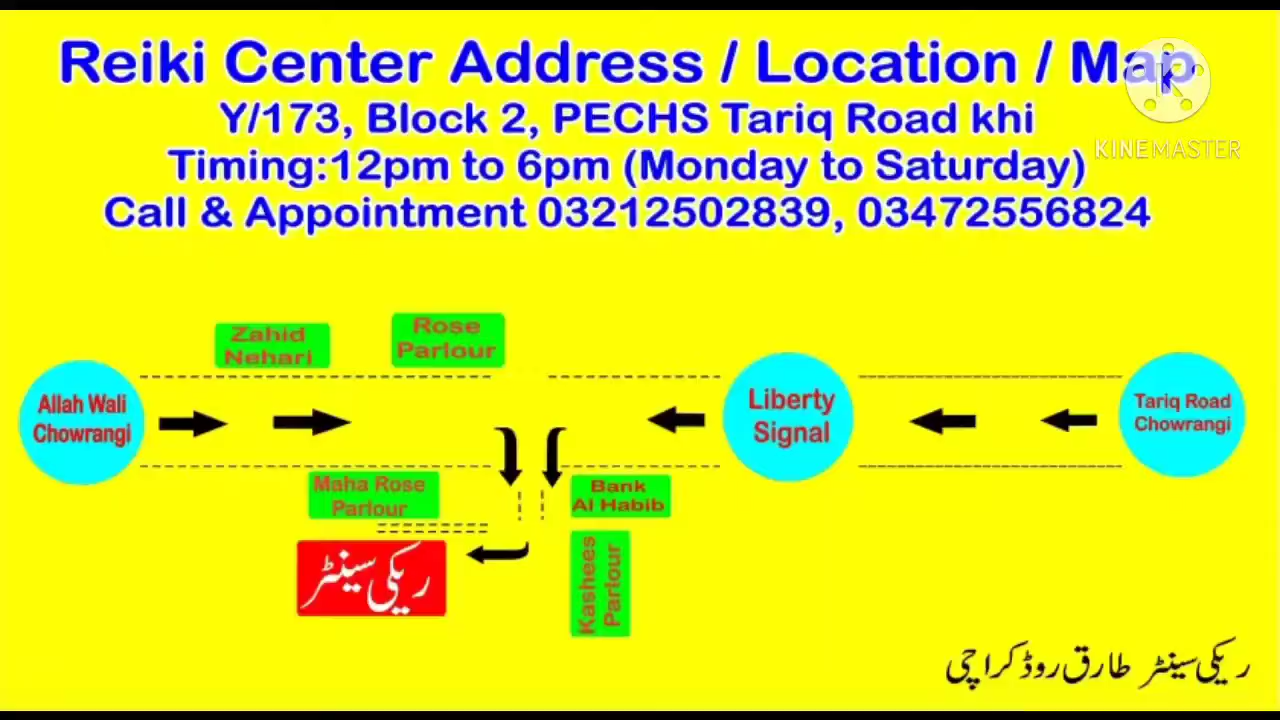 Reiki Center Address / Location / Map
Y/173, Block 2, PECHS Tariq Road khi
Timing:12pm to 6pm (Monday to Saturday)
Call & Appointment 03212502839, 03472556824
KINEMASTER
Zahid
Nehari
Rose
Parlour
Allah Wali
Chowrangi
Liberty
Signal
Tariq Road
Chowrangi
Maha Rose
Parlour
Bank
Al Habib
ریکی سینٹر
Kashees
Parlour
ریکی سینٹر طارق روڈ کراچی